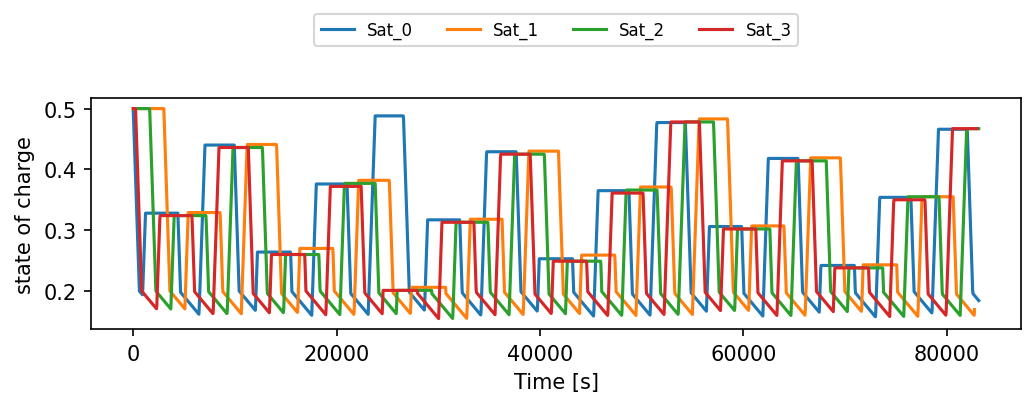 Sat_0 Sat_1 Sat_2 Sat_3
0.5
0.4
0.3
0.2
state of charge
0 20000 40000 60000 80000
Time [s]